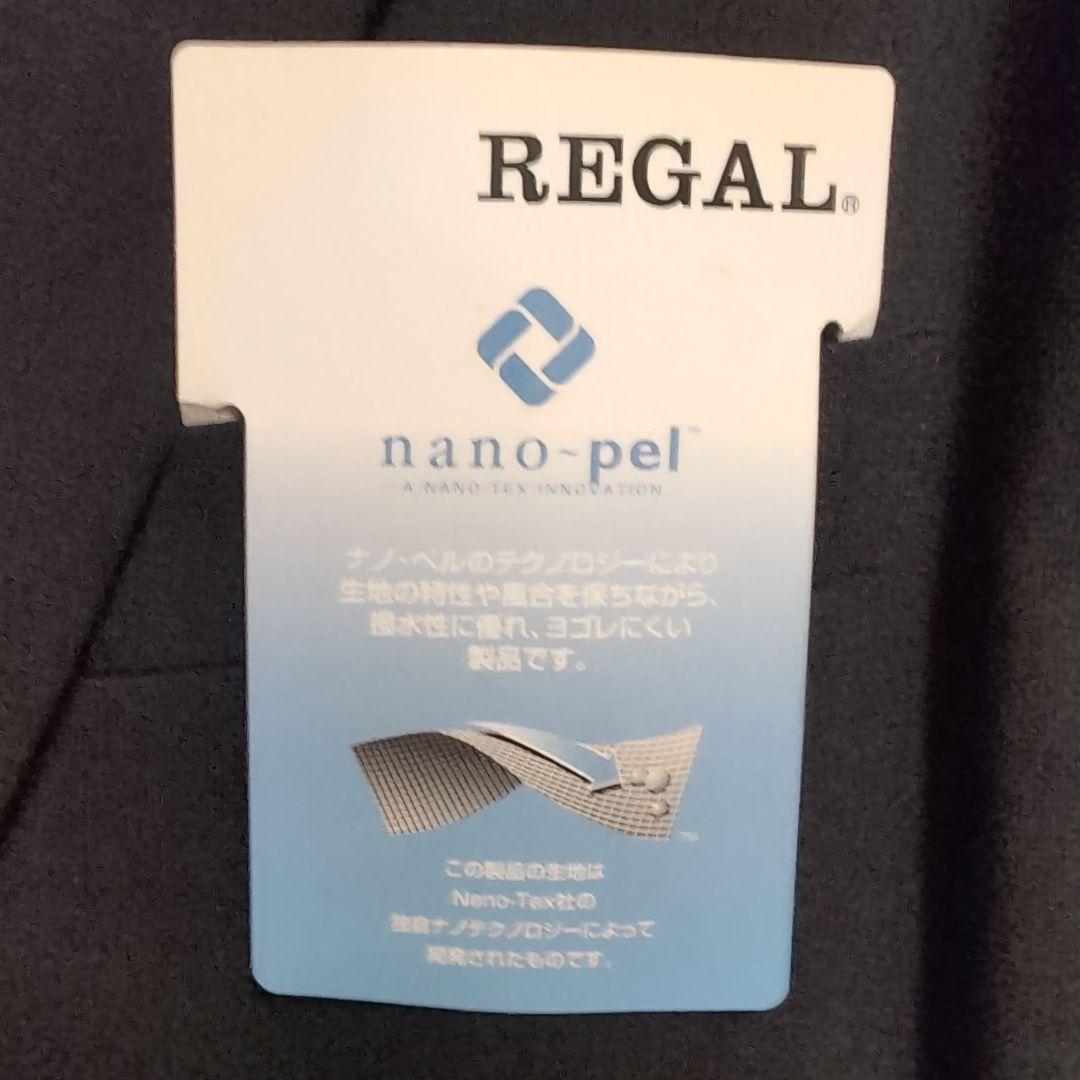 REGAL®
nano-pel™
A NANO-TEX INNOVATION
ナノ・ペルのテクノロジーにより
生地の特性や風合を保ちながら、
撥水性に優れ、ヨゴレにくい
製品です。
TM
この製品の生地は
Nano-Tex社の
独自ナノテクノロジーによって
開発されたものです。